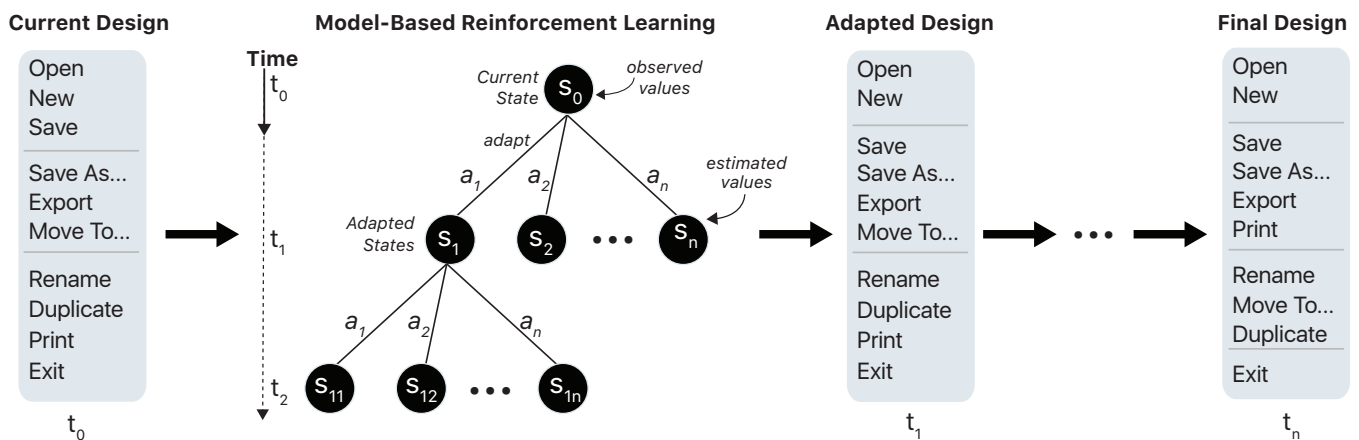 Current Design
Open
New
Save
Save As...
Export
Move To...
Rename
Duplicate
Print
Exit
t0
Model-Based Reinforcement Learning
Time
t0
t1
t2
Current
State
s0
observed
values
adapt
a1
a2
an
estimated
values
Adapted
States
s1
s2
•••
sn
a1
a2
an
s11
s12
•••
s1n
Adapted Design
Open
New
Save
Save As...
Export
Move To...
Rename
Duplicate
Print
Exit
t1
•••
Final Design
Open
New
Save
Save As...
Export
Print
Rename
Move To...
Duplicate
Exit
tn